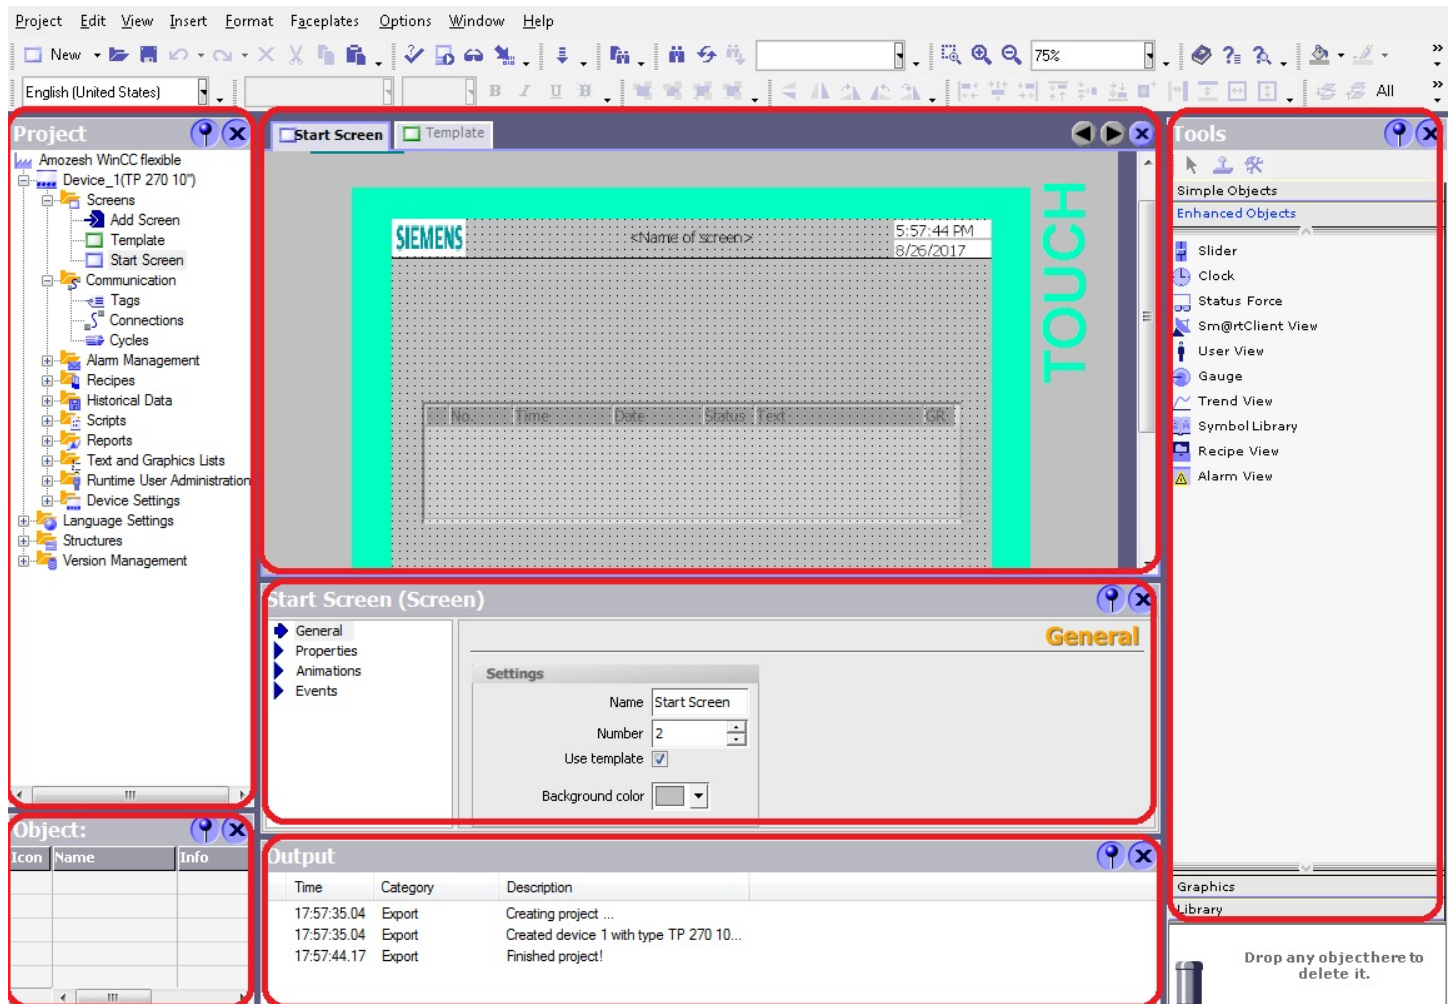 Project Edit View Insert Format Faceplates Options Window Help
New 75%
English (United States) B I U B All
Project
Amozesh WinCC flexible
Device_1(TP 270 10")
Screens
Add Screen
Template
Start Screen
Communication
Tags
Connections
Cycles
Alarm Management
Recipes
Historical Data
Scripts
Reports
Text and Graphics Lists
Runtime User Administration
Device Settings
Language Settings
Structures
Version Management
Object:
Icon Name Info
Start Screen Template
SIEMENS
<Name of screen>
5:57:44 PM
8/26/2017
TOUCH
No. Time Date Status Text GR
Start Screen (Screen)
General
Properties
Animations
Events
General
Settings
Name Start Screen
Number 2
Use template
Background color
Output
Time Category Description
17:57:35.04 Export Creating project ...
17:57:35.04 Export Created device 1 with type TP 270 10...
17:57:44.17 Export Finished project!
Tools
Simple Objects
Enhanced Objects
Slider
Clock
Status Force
Sm@rtClient View
User View
Gauge
Trend View
Symbol Library
Recipe View
Alarm View
Graphics
Library
Drop any objecthere to
delete it.